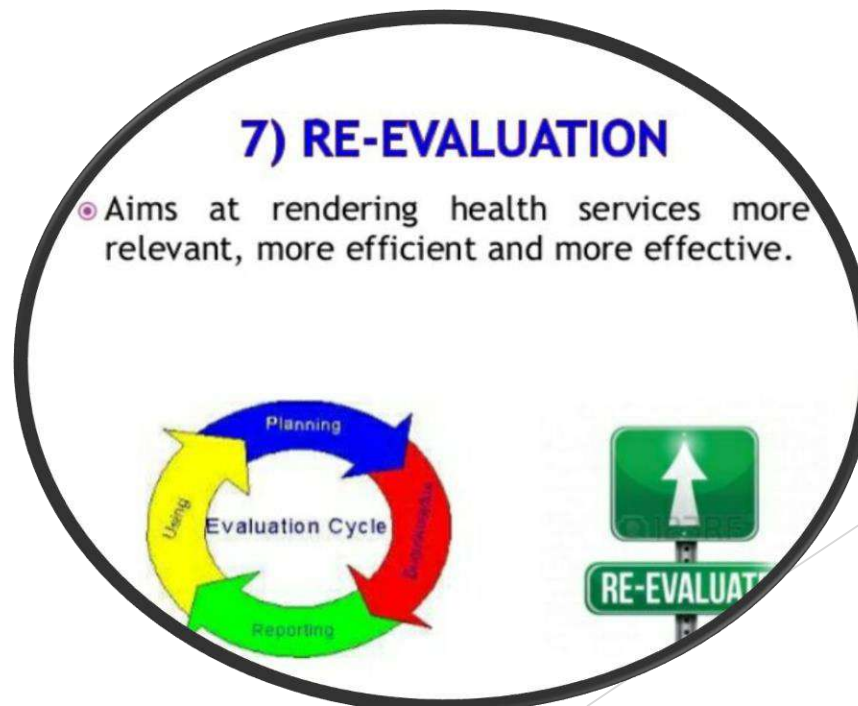 7) RE-EVALUATION
Aims at rendering health services more
relevant, more efficient and more effective.
Planning
Using
Evaluation Cycle
Implementing
Reporting
RE-EVALUAT